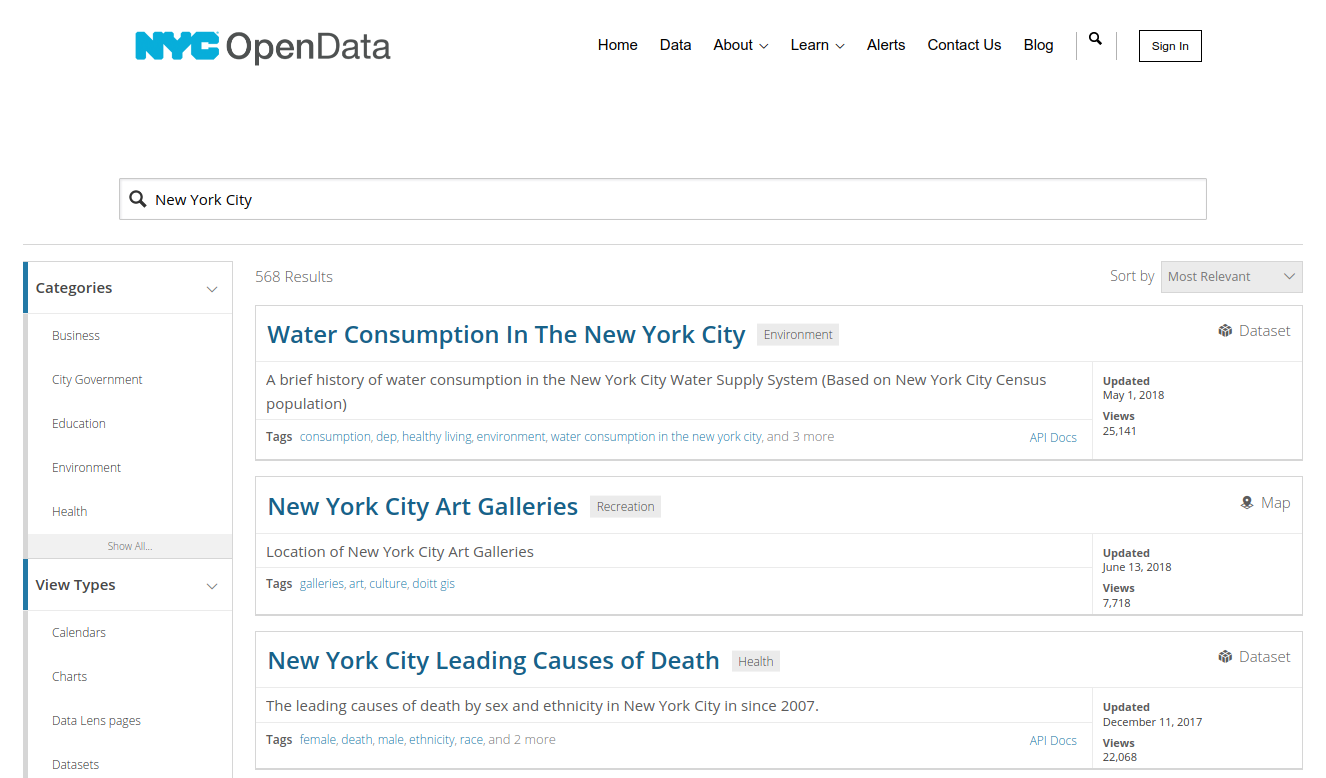 NYC OpenData
Home Data About Learn Alerts Contact Us Blog Sign In
New York City
Categories
Business
City Government
Education
Environment
Health
Show All...
View Types
Calendars
Charts
Data Lens pages
Datasets
568 Results
Sort by Most Relevant
Water Consumption In The New York City Environment Dataset
A brief history of water consumption in the New York City Water Supply System (Based on New York City Census
population)
Tags consumption, dep, healthy living, environment, water consumption in the new york city, and 3 more API Docs
Updated
May 1, 2018
Views
25,141
New York City Art Galleries Recreation Map
Location of New York City Art Galleries
Tags galleries, art, culture, doitt gis
Updated
June 13, 2018
Views
7,718
New York City Leading Causes of Death Health Dataset
The leading causes of death by sex and ethnicity in New York City in since 2007.
Tags female, death, male, ethnicity, race, and 2 more API Docs
Updated
December 11, 2017
Views
22,068